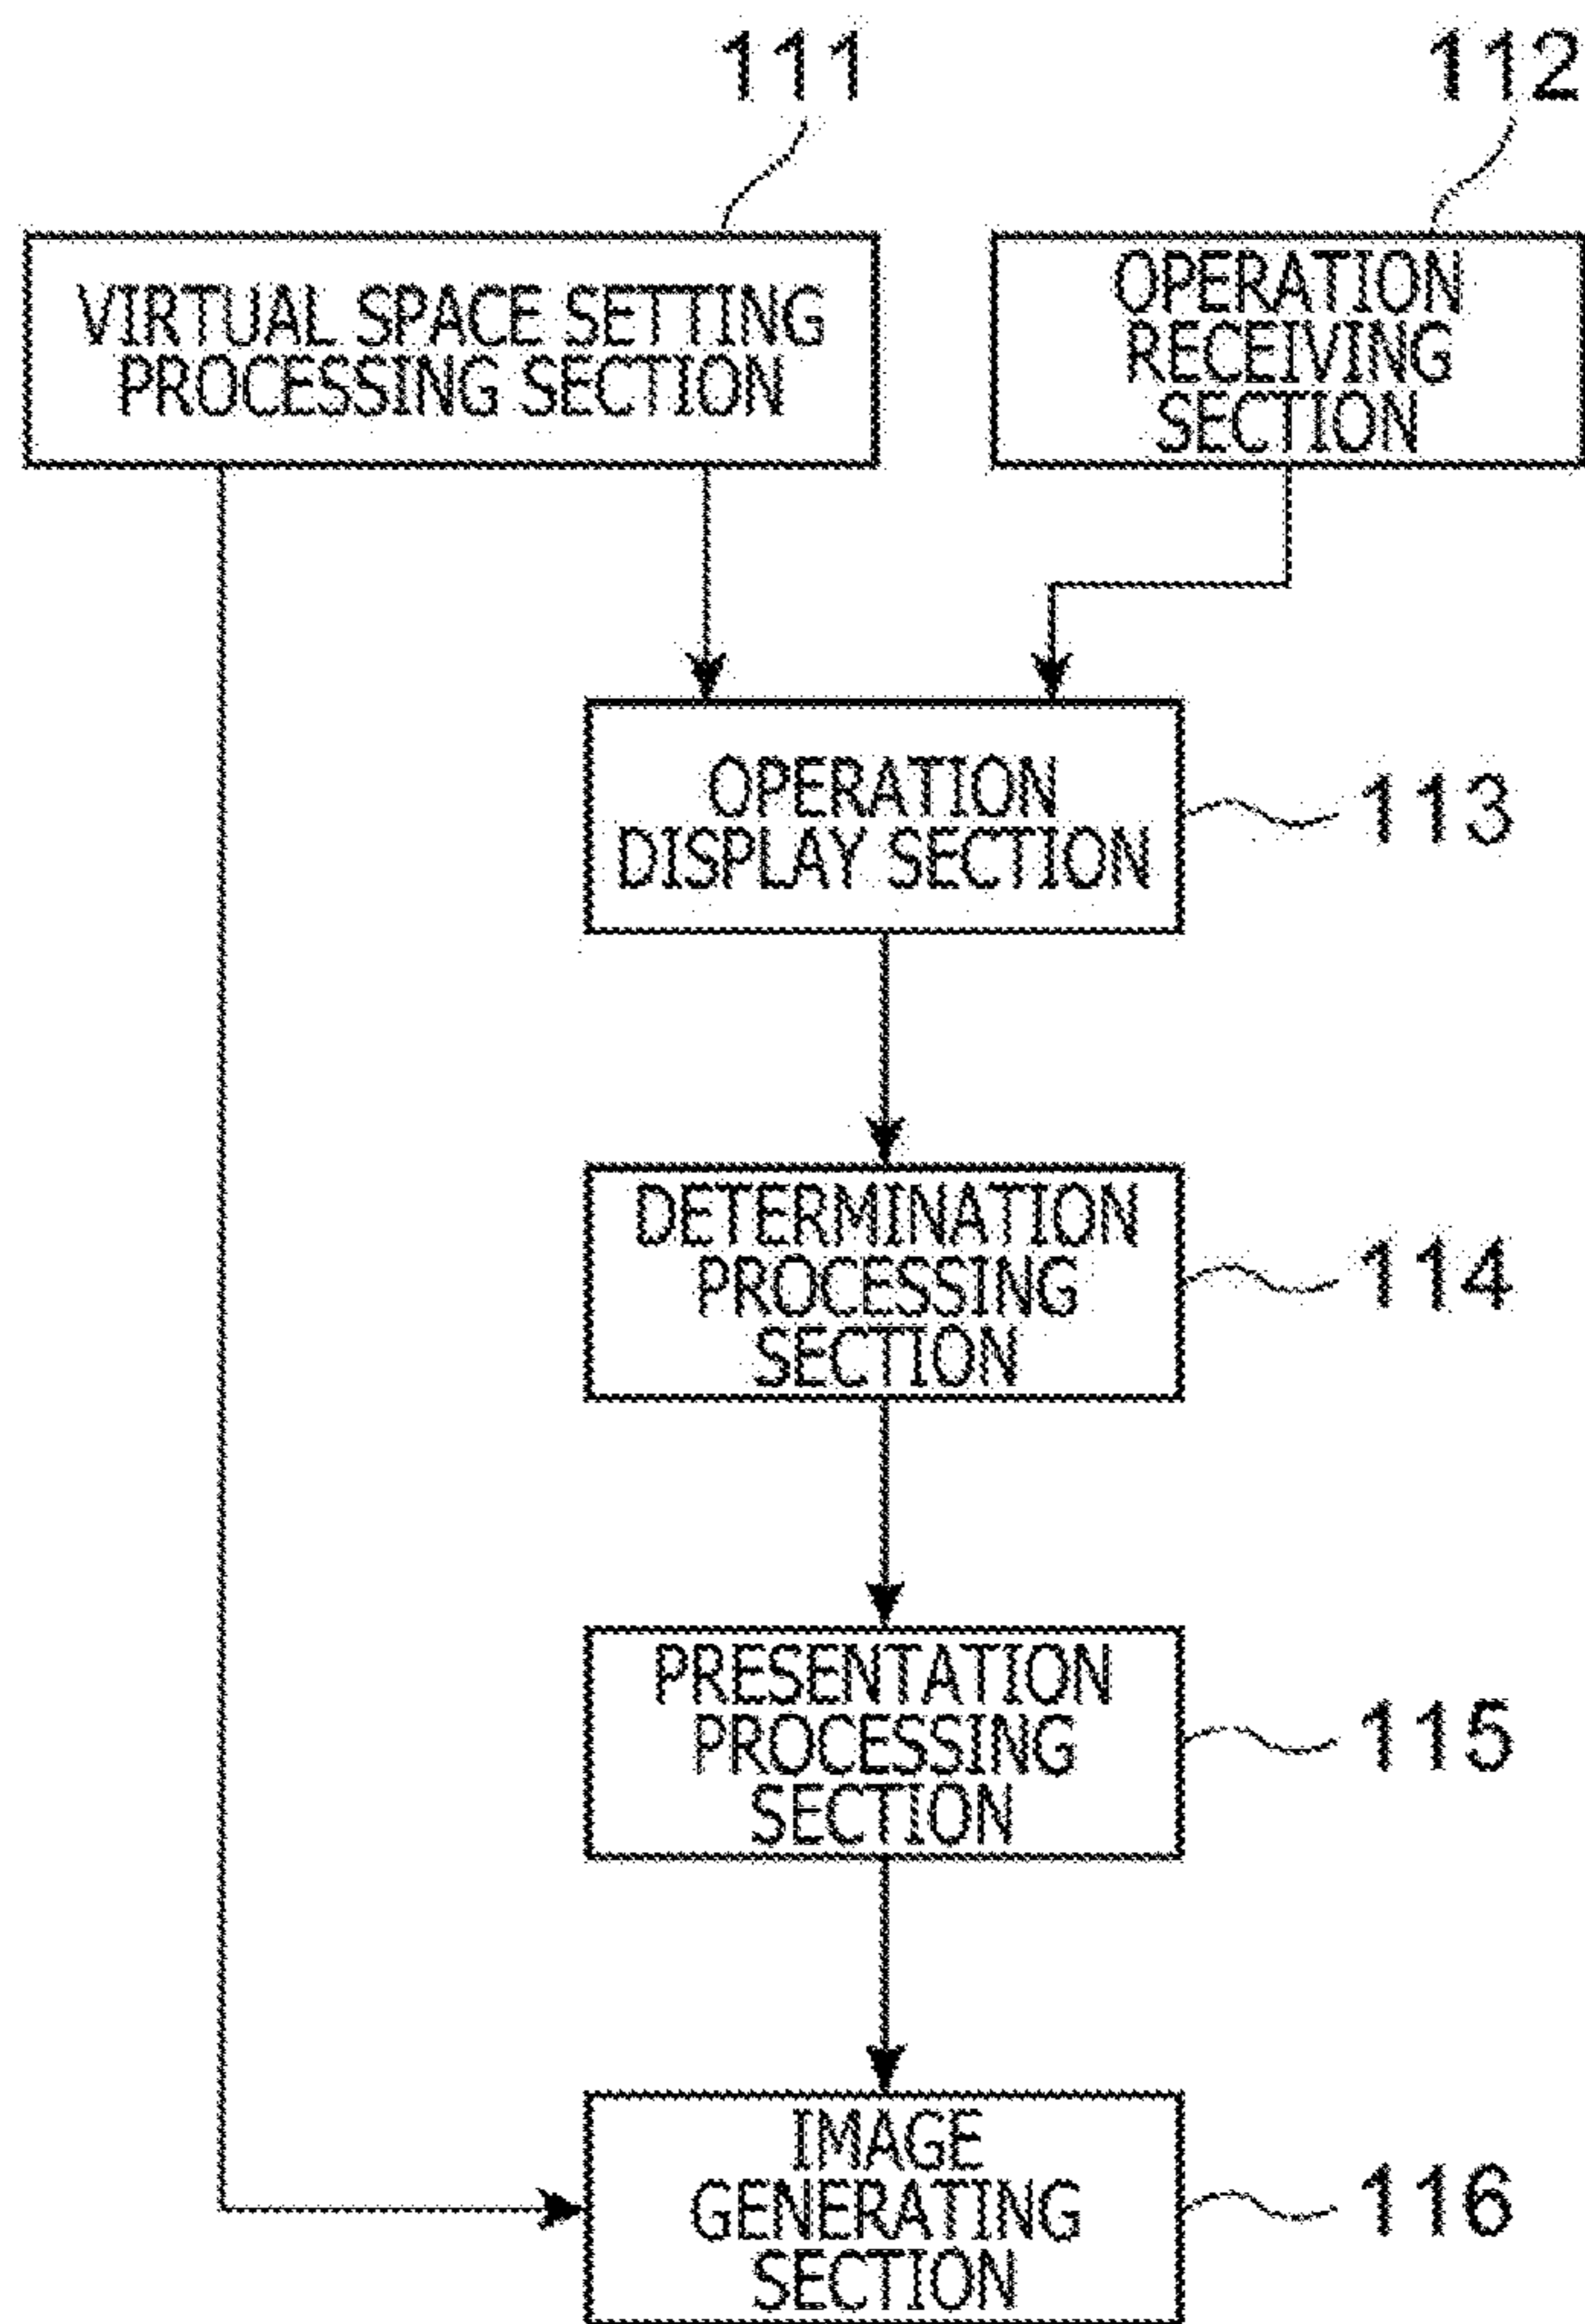 111
112
VIRTUAL SPACE SETTING
PROCESSING SECTION
OPERATION
RECEIVING
SECTION
OPERATION
DISPLAY SECTION
113
DETERMINATION
PROCESSING
SECTION
114
PRESENTATION
PROCESSING
SECTION
115
IMAGE
GENERATING
SECTION
116